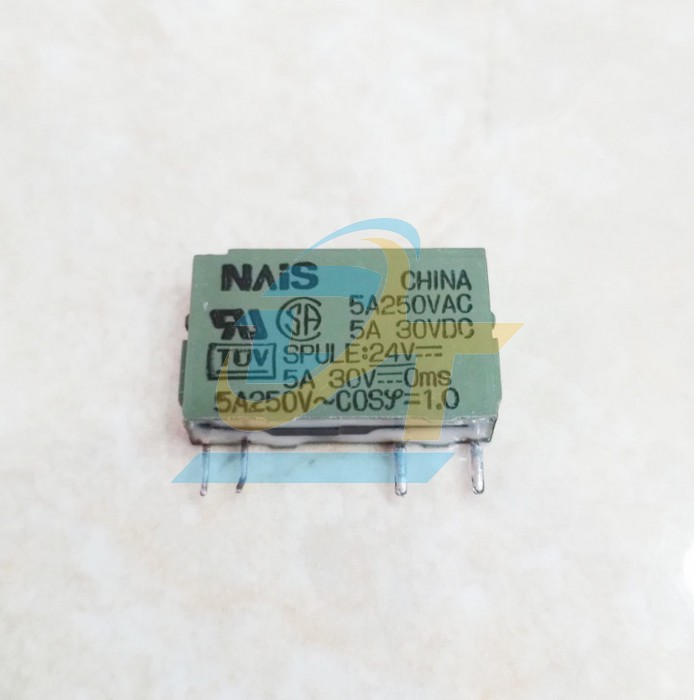 NAiS
CHINA
5A250VAC
5A 30VDC
TÜV SPULE:24V⎓
5A 30V⎓0ms
5A250V~COSφ=1.0